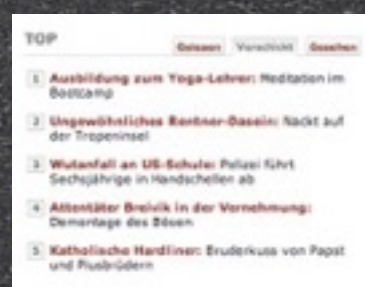 TOP
Gelesen Verschickt Gesehen
1 Ausbildung zum Yoga-Lehrer: Meditation im
Bootcamp
2 Ungewöhnliches Rentner-Dasein: Nackt auf
der Tropeninsel
3 Wutanfall an US-Schule: Polizei führt
Sechsjährige in Handschellen ab
4 Attentäter Breivik in der Vernehmung:
Demontage des Bösen
5 Katholische Hardliner: Bruderkuss von Papst
und Piusbrüdern